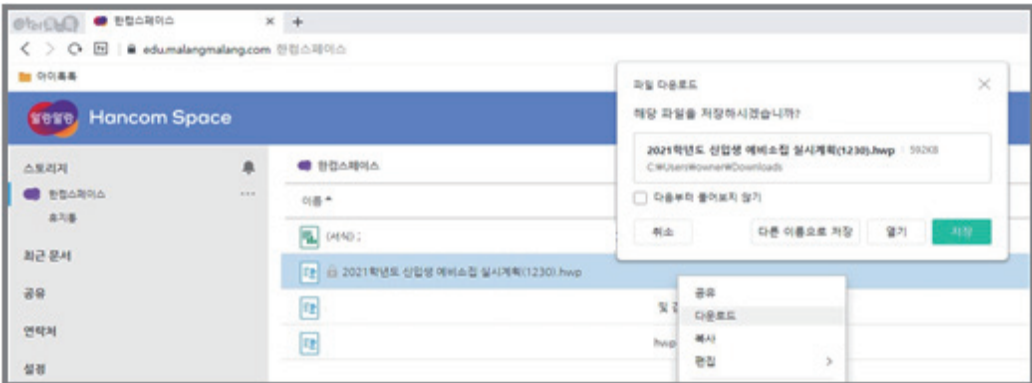 한컴스페이스
edu.malangmalang.com 한컴스페이스
아이톡톡
말랑말랑 Hancom Space
스토리지
한컴스페이스
휴지통
최근 문서
공유
연락처
설정
한컴스페이스
이름
(서식) ;
2021학년도 신입생 예비소집 실시계획(1230).hwp
및
hwp
파일 다운로드
해당 파일을 저장하시겠습니까?
2021학년도 신입생 예비소집 실시계획(1230).hwp 592KB
C:₩Users₩owner₩Downloads
다음부터 물어보지 않기
취소 다른 이름으로 저장 열기 저장
공유
다운로드
복사
편집